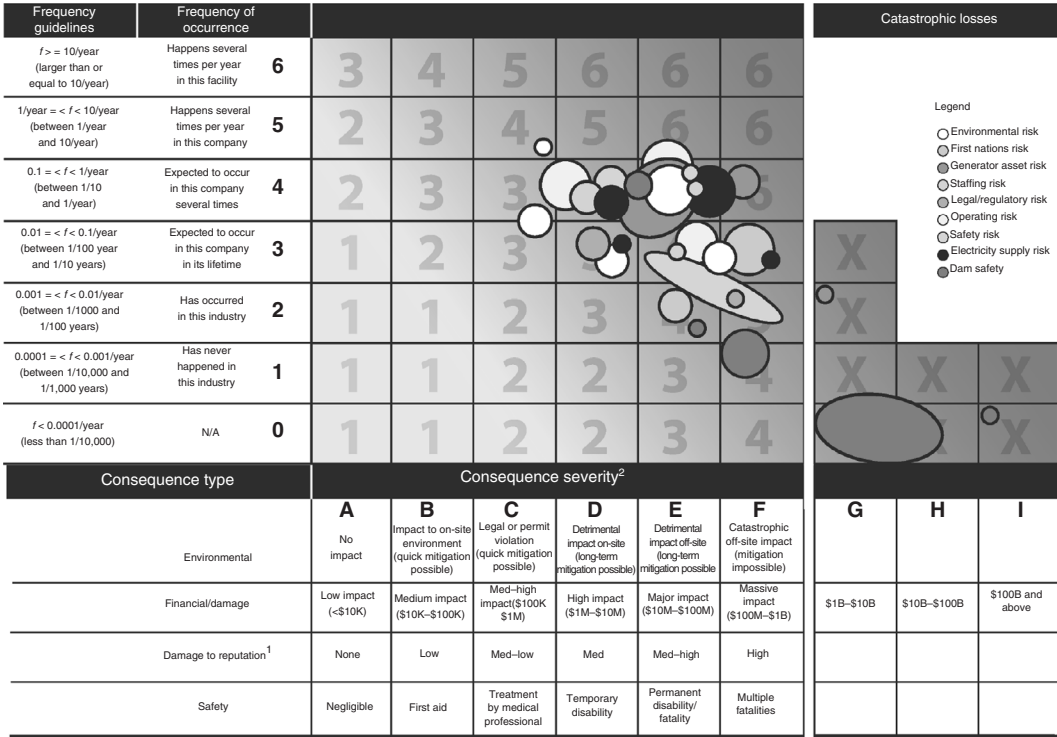 Frequency
guidelines
Frequency of
occurrence
Catastrophic losses
f > = 10/year
(larger than or
equal to 10/year)
Happens several
times per year
in this facility
6
3 4 5 6 6 6
1/year = < f < 10/year
(between 1/year
and 10/year)
Happens several
times per year
in this company
5
2 3 4 5 6 6
0.1 = < f < 1/year
(between 1/10
and 1/year)
Expected to occur
in this company
several times
4
2 3 3 6
0.01 = < f < 0.1/year
(between 1/100 year
and 1/10 years)
Expected to occur
in this company
in its lifetime
3
1 2 3
X
0.001 = < f < 0.01/year
(between 1/1000 and
1/100 years)
Has occurred
in this industry
2
1 1 2 3 4 5
X
0.0001 = < f < 0.001/year
(between 1/10,000 and
1/1,000 years)
Has never
happened in
this industry
1
1 1 2 2 3 4
X X X
f < 0.0001/year
(less than 1/10,000)
N/A
0
1 1 2 2 3 4
X
Legend
Environmental risk
First nations risk
Generator asset risk
Staffing risk
Legal/regulatory risk
Operating risk
Safety risk
Electricity supply risk
Dam safety
Consequence type
Consequence severity2
A B C D E F G H I
Environmental
No
impact
Impact to on-site
environment
(quick mitigation
possible)
Legal or permit
violation
(quick mitigation
possible)
Detrimental
impact on-site
(long-term
mitigation possible)
Detrimental
impact off-site
(long-term
mitigation possible
Catastrophic
off-site impact
(mitigation
impossible)
Financial/damage
Low impact
(<$10K)
Medium impact
($10K–$100K)
Med–high
impact($100K
$1M)
High impact
($1M–$10M)
Major impact
($10M–$100M)
Massive
impact
($100M–$1B)
$1B–$10B
$10B–$100B
$100B and
above
Damage to reputation1
None
Low
Med–low
Med
Med–high
High
Safety
Negligible
First aid
Treatment
by medical
professional
Temporary
disability
Permanent
disability/
fatality
Multiple
fatalities